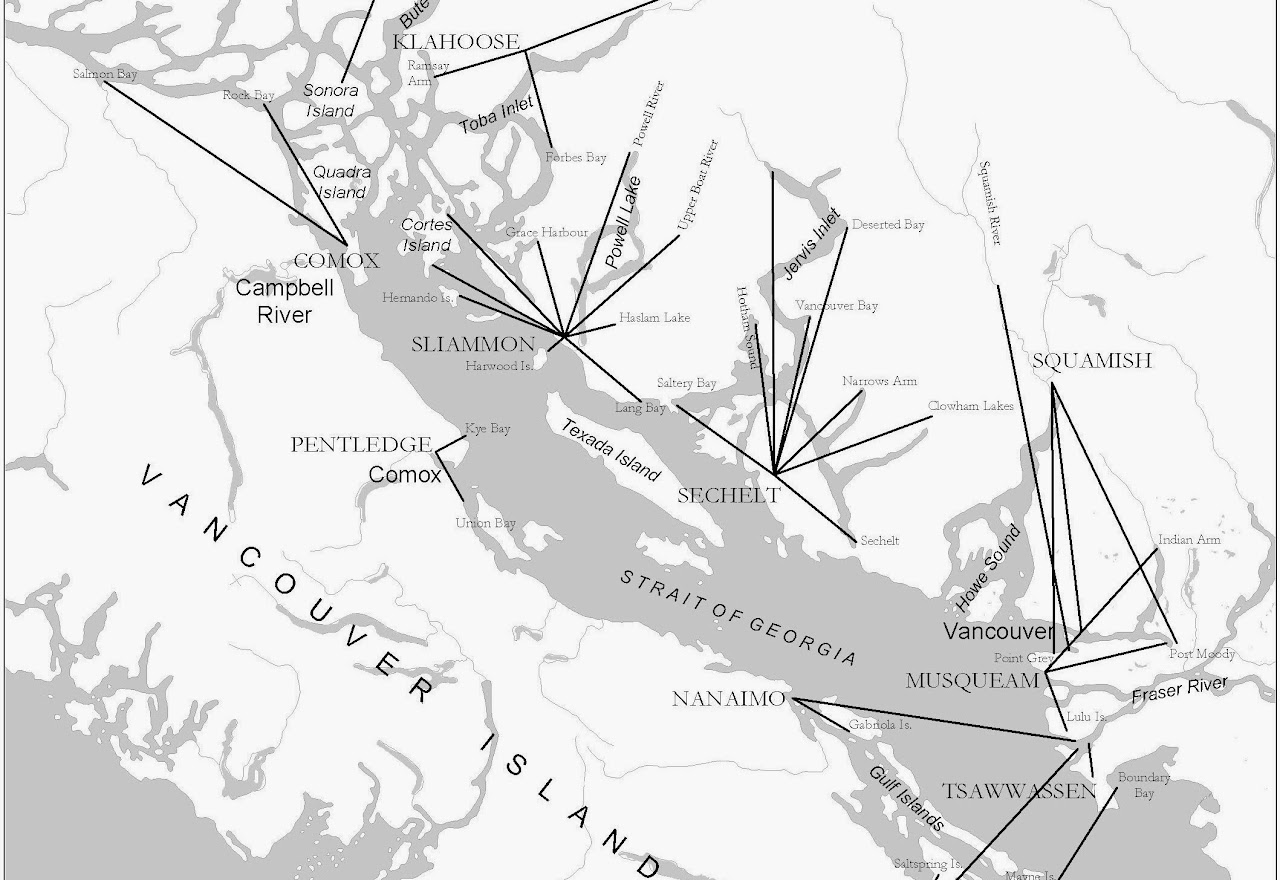 Bute
KLAHOOSE
Ramsay
Arm
Salmon Bay
Rock Bay
Sonora
Island
Toba Inlet
Powell River
Forbes Bay
Upper Boat River
Quadra
Island
Squamish River
Powell Lake
Cortes
Island
Grace Harbour
Jervis Inlet
Deserted Bay
COMOX
Campbell
River
Hernando Is.
Hotham Sound
Vancouver Bay
Haslam Lake
SLIAMMON
Harwood Is.
SQUAMISH
Saltery Bay
Narrows Arm
Lang Bay
Clowham Lakes
Kye Bay
PENTLEDGE
Comox
Texada Island
SECHELT
Union Bay
Sechelt
Indian Arm
Howe Sound
STRAIT OF GEORGIA
Vancouver
Point Grey
Port Moody
MUSQUEAM
Fraser River
NANAIMO
Lulu Is.
Gabriola Is.
VANCOUVER ISLAND
Gulf Islands
TSAWWASSEN
Boundary
Bay
Saltspring Is.
Mayne Is.